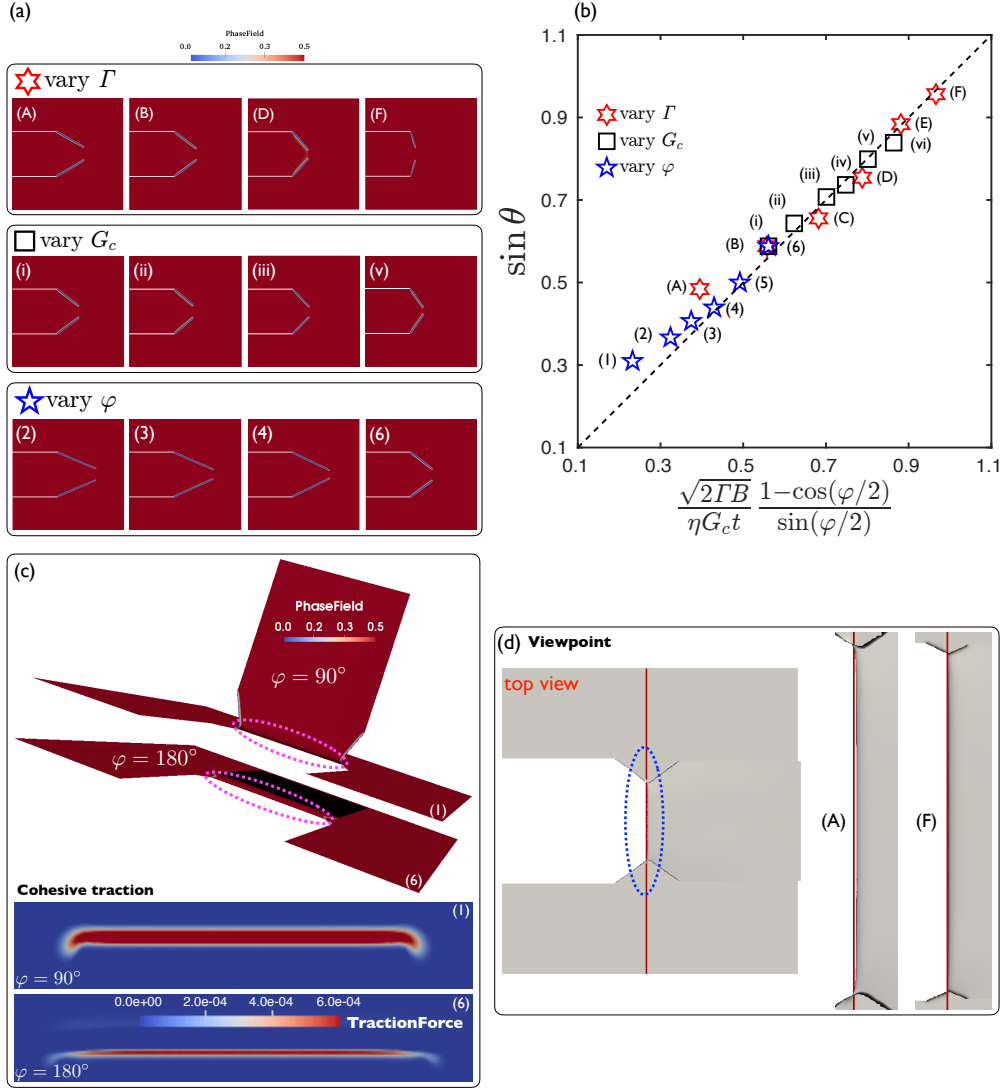 (a)
PhaseField
0.0 0.2 0.3 0.5
vary Γ
(A) (B) (D) (F)
vary G_c
(i) (ii) (iii) (v)
vary φ
(2) (3) (4) (6)
(b)
1.1
0.9
0.7
0.5
0.3
0.1
sin θ
vary Γ
vary G_c
vary φ
(F)
(E)
(v)
(vi)
(iv)
(D)
(iii)
(ii)
(C)
(i)
(B) (6)
(A) (5)
(4)
(2) (3)
(1)
0.1 0.3 0.5 0.7 0.9 1.1
√2ΓB/ηG_c t 1−cos(φ/2)/sin(φ/2)
(c)
PhaseField
0.0 0.2 0.3 0.5
φ = 90°
φ = 180°
(1)
(6)
Cohesive traction
(1)
φ = 90°
(6)
0.0e+00 2.0e-04 4.0e-04 6.0e-04
TractionForce
φ = 180°
(d) Viewpoint
top view
(A) (F)